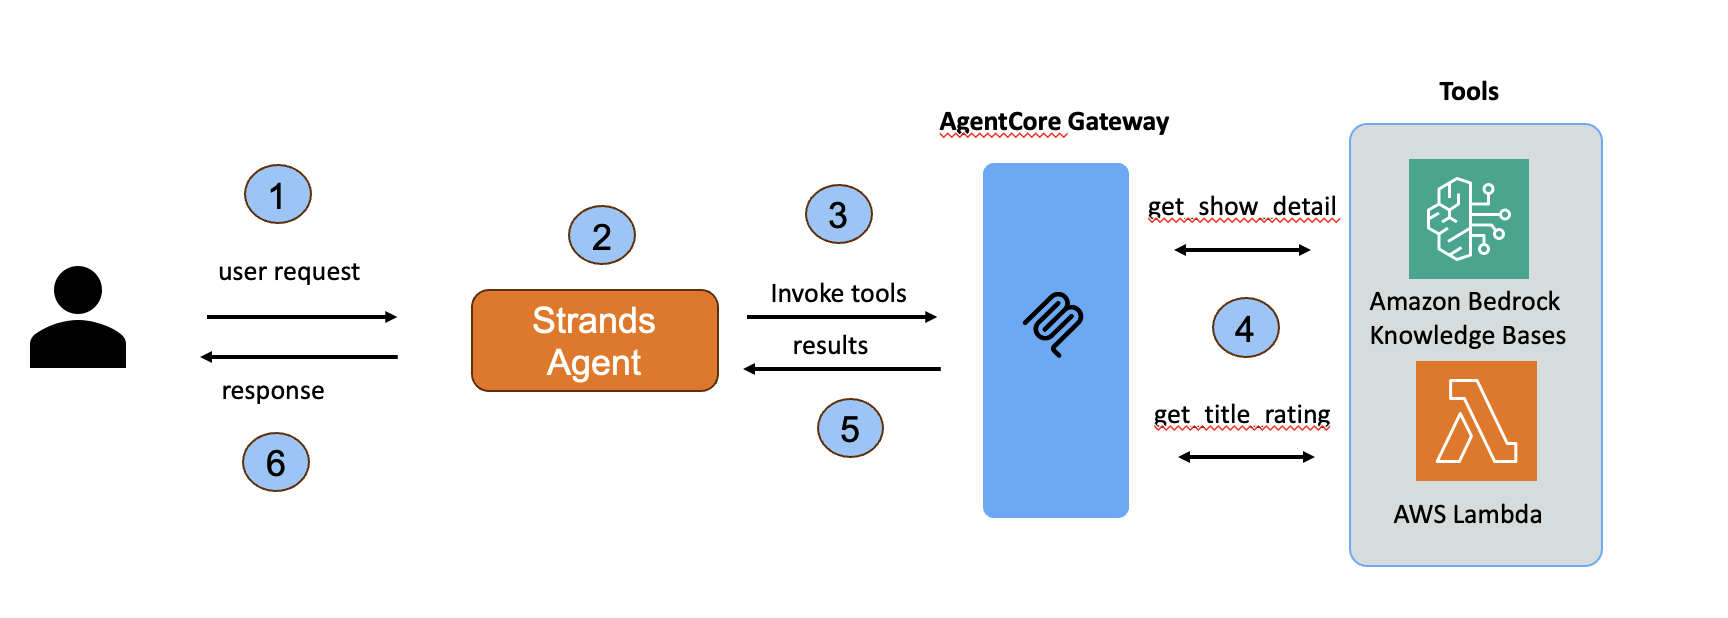 Tools
AgentCore Gateway
1
2
3
get_show_detail
user request
Invoke tools
Strands
Agent
results
4
Amazon Bedrock
Knowledge Bases
response
get_title_rating
5
6
AWS Lambda